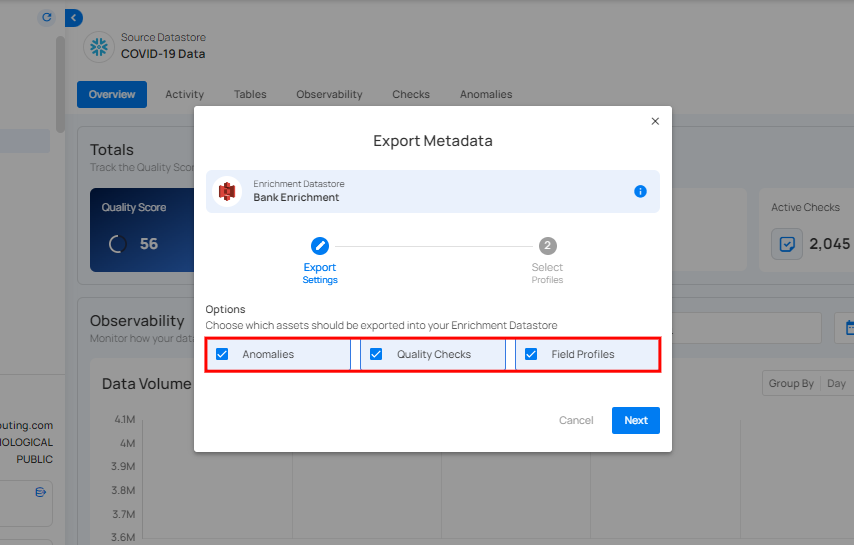 Source Datastore
COVID-19 Data
Overview
Activity
Tables
Observability
Checks
Anomalies
Export Metadata
Totals
Track the Quality Scor
Enrichment Datastore
Bank Enrichment
Quality Score
56
Active Checks
2,045
2
Export
Settings
Select
Profiles
Options
Choose which assets should be exported into your Enrichment Datastore
Observability
Monitor how your data
Anomalies
Quality Checks
Field Profiles
Data Volume
Group By
Day
Cancel
Next
4.1M
4M
3.9M
3.8M
3.7M
3.6M
outing.com
IOLOGICAL
PUBLIC